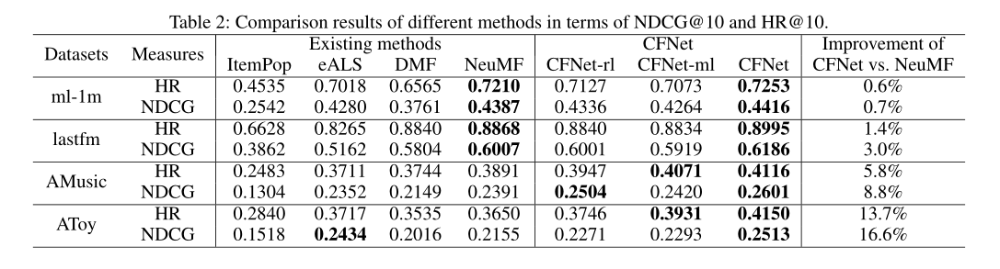 Table 2: Comparison results of different methods in terms of NDCG@10 and HR@10.
Datasets Measures Existing methods CFNet Improvement of CFNet vs. NeuMF
ItemPop eALS DMF NeuMF CFNet-rl CFNet-ml CFNet
ml-1m HR 0.4535 0.7018 0.6565 0.7210 0.7127 0.7073 0.7253 0.6%
NDCG 0.2542 0.4280 0.3761 0.4387 0.4336 0.4264 0.4416 0.7%
lastfm HR 0.6628 0.8265 0.8840 0.8868 0.8840 0.8834 0.8995 1.4%
NDCG 0.3862 0.5162 0.5804 0.6007 0.6001 0.5919 0.6186 3.0%
AMusic HR 0.2483 0.3711 0.3744 0.3891 0.3947 0.4071 0.4116 5.8%
NDCG 0.1304 0.2352 0.2149 0.2391 0.2504 0.2420 0.2601 8.8%
AToy HR 0.2840 0.3717 0.3535 0.3650 0.3746 0.3931 0.4150 13.7%
NDCG 0.1518 0.2434 0.2016 0.2155 0.2271 0.2293 0.2513 16.6%